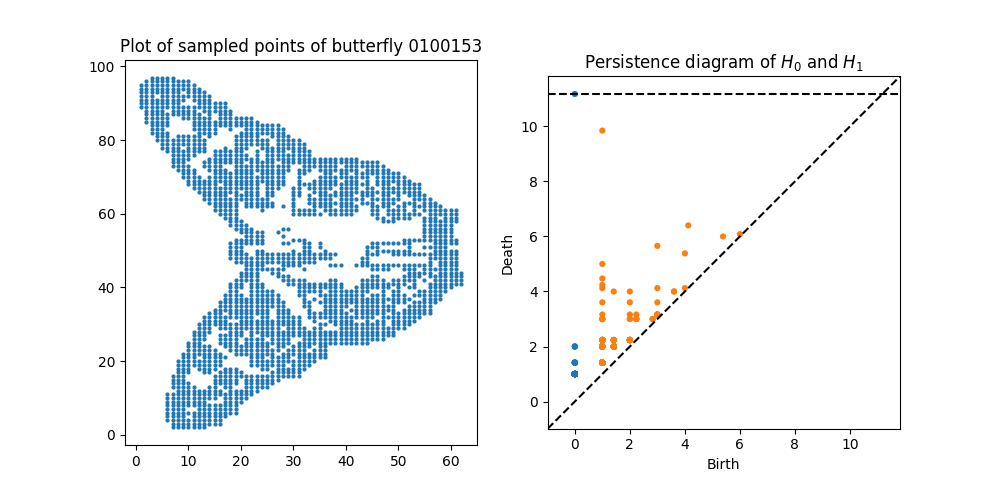 Plot of sampled points of butterfly 0100153
100
80
60
40
20
0
0 10 20 30 40 50 60
Persistence diagram of H₀ and H₁
Death
10
8
6
4
2
0
0 2 4 6 8 10
Birth